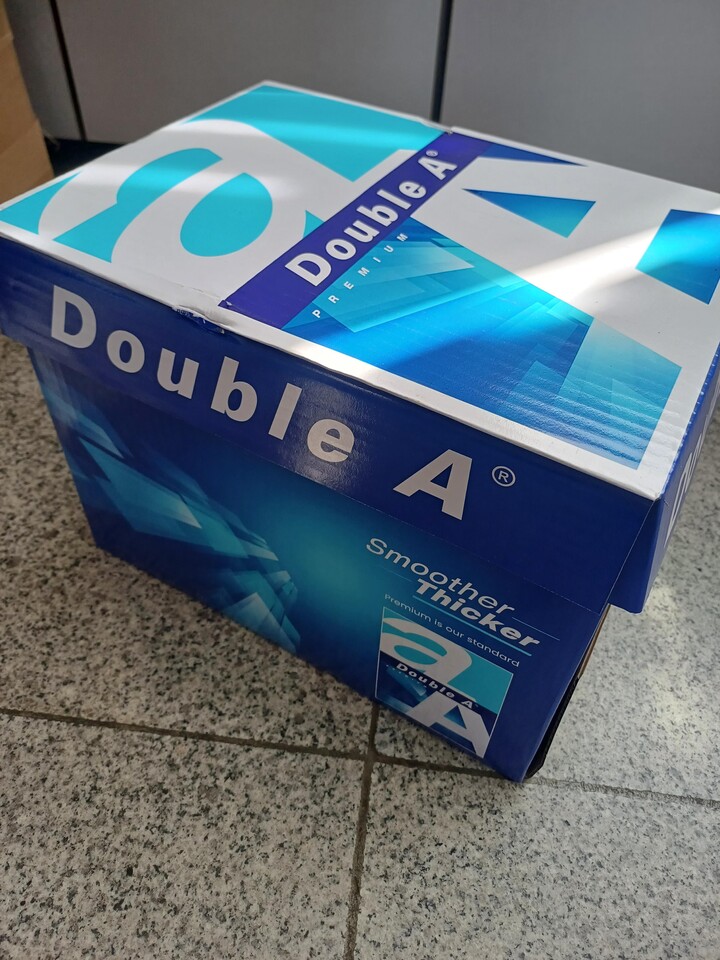 a
Double A®
PREMIUM
A
Double A®
Smoother
Thicker
Premium is our standard
a
Double A
A